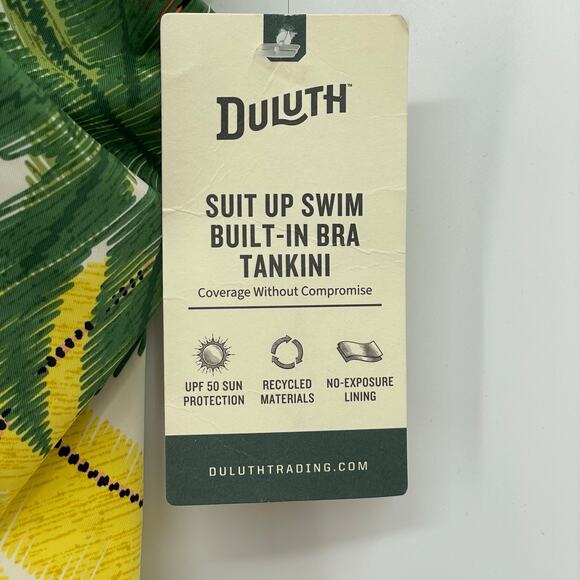 DULUTH™
SUIT UP SWIM
BUILT-IN BRA
TANKINI
Coverage Without Compromise
UPF 50 SUN
PROTECTION
RECYCLED
MATERIALS
NO-EXPOSURE
LINING
DULUTHTRADING.COM